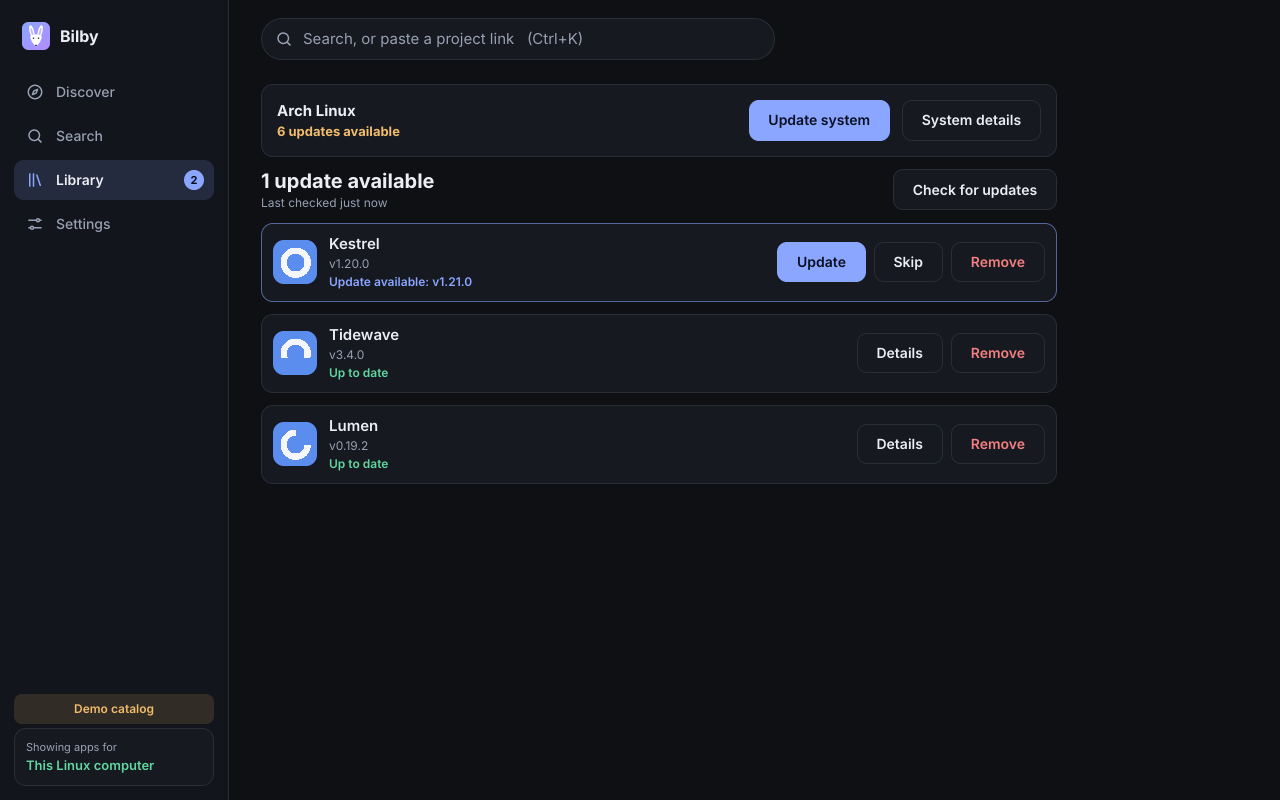 Bilby
Discover
Search
Library 2
Settings
Demo catalog
Showing apps for
This Linux computer
Search, or paste a project link (Ctrl+K)
Arch Linux
6 updates available
Update system
System details
1 update available
Last checked just now
Check for updates
Kestrel
v1.20.0
Update available: v1.21.0
Update
Skip
Remove
Tidewave
v3.4.0
Up to date
Details
Remove
Lumen
v0.19.2
Up to date
Details
Remove